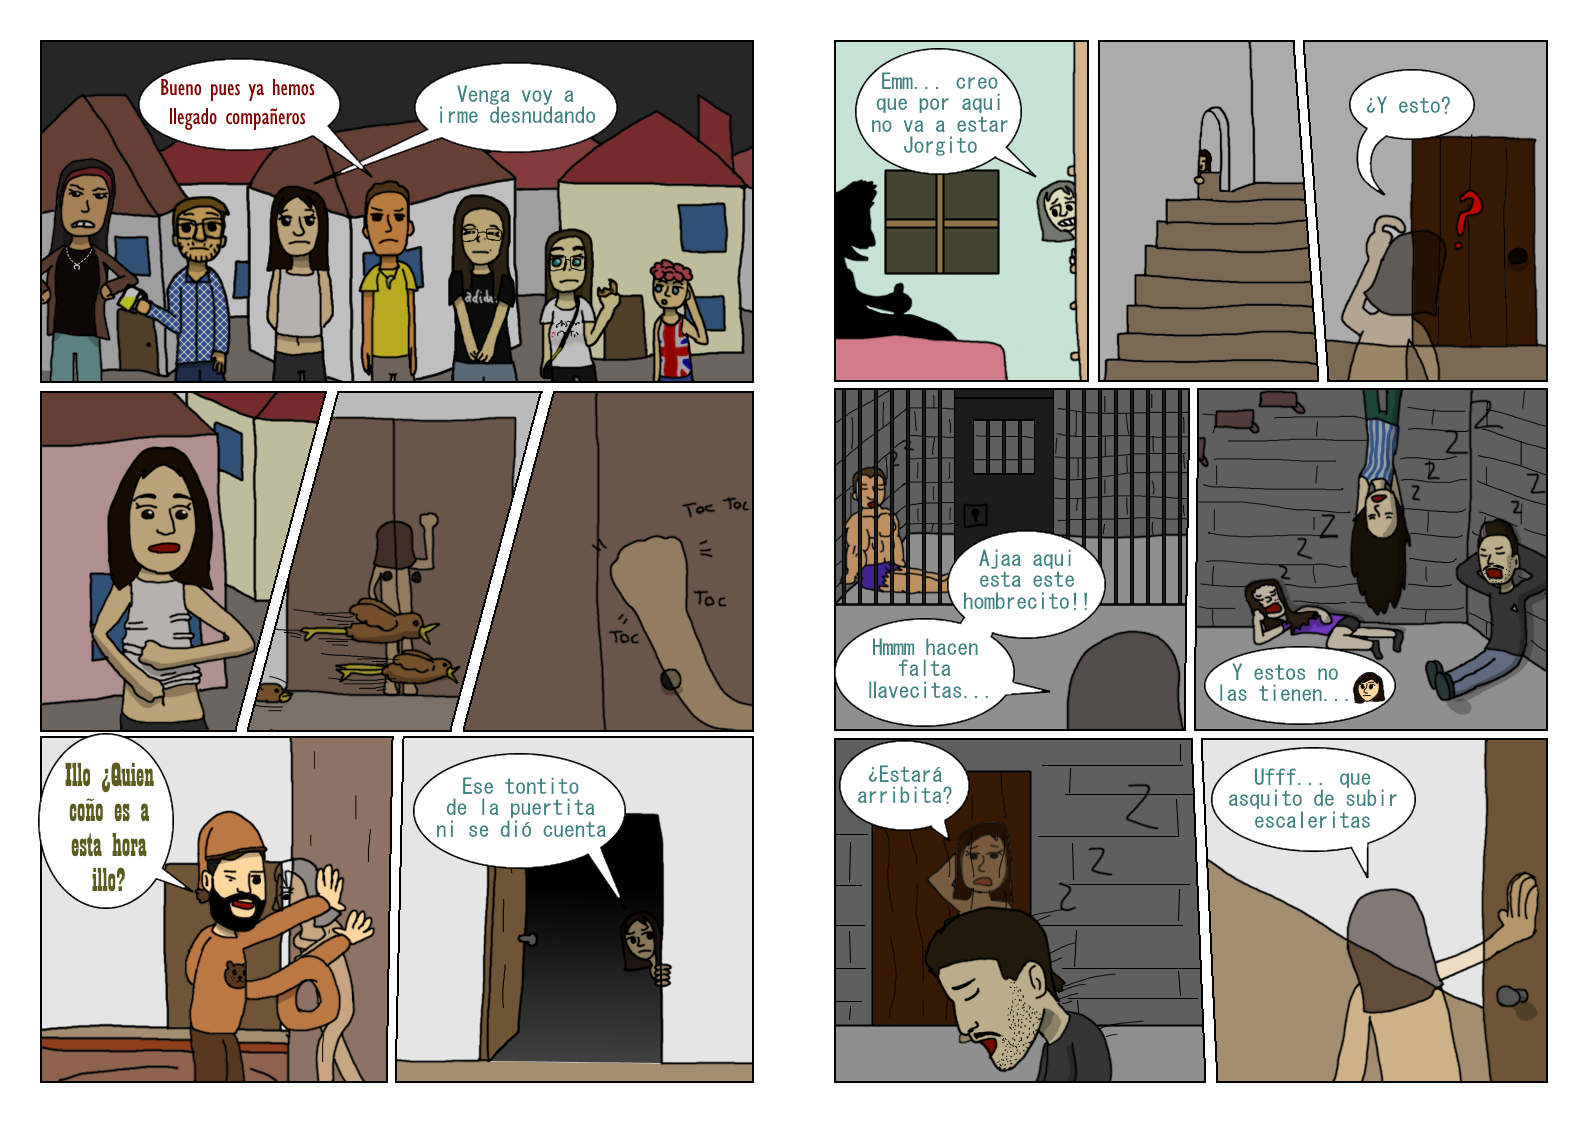 Bueno pues ya hemos
llegado compañeros
Venga voy a
irme desnudando
adidas
Toc Toc
Toc
Toc
Illo ¿Quien
coño es a
esta hora
illo?
Ese tontito
de la puertita
ni se dió cuenta
Emm... creo
que por aqui
no va a estar
Jorgito
¿Y esto?
?
z z
Ajaa aqui
esta este
hombrecito!!
Hmmm hacen
falta
llavecitas...
Z
Z
Z
Z
Z
Z
Z
Z
Z
Y estos no
las tienen...
¿Estará
arribita?
Z
Z
Z
Ufff... que
asquito de subir
escaleritas